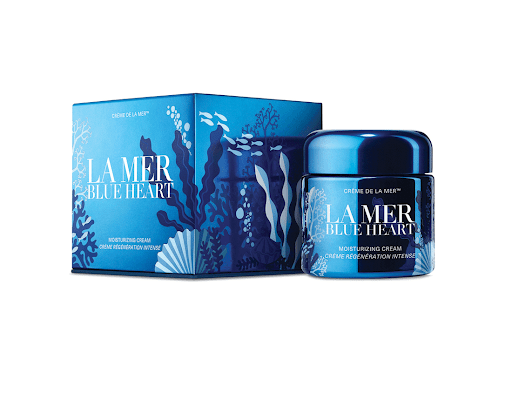 CRÈME DE LA MER™
LA MER
BLUE HEART
MOISTURIZING CREAM
CRÈME RÉGÉNÉRATION INTENSE
CRÈME DE LA MER™
LA MER
BLUE HEART
MOISTURIZING CREAM
CRÈME RÉGÉNÉRATION INTENSE